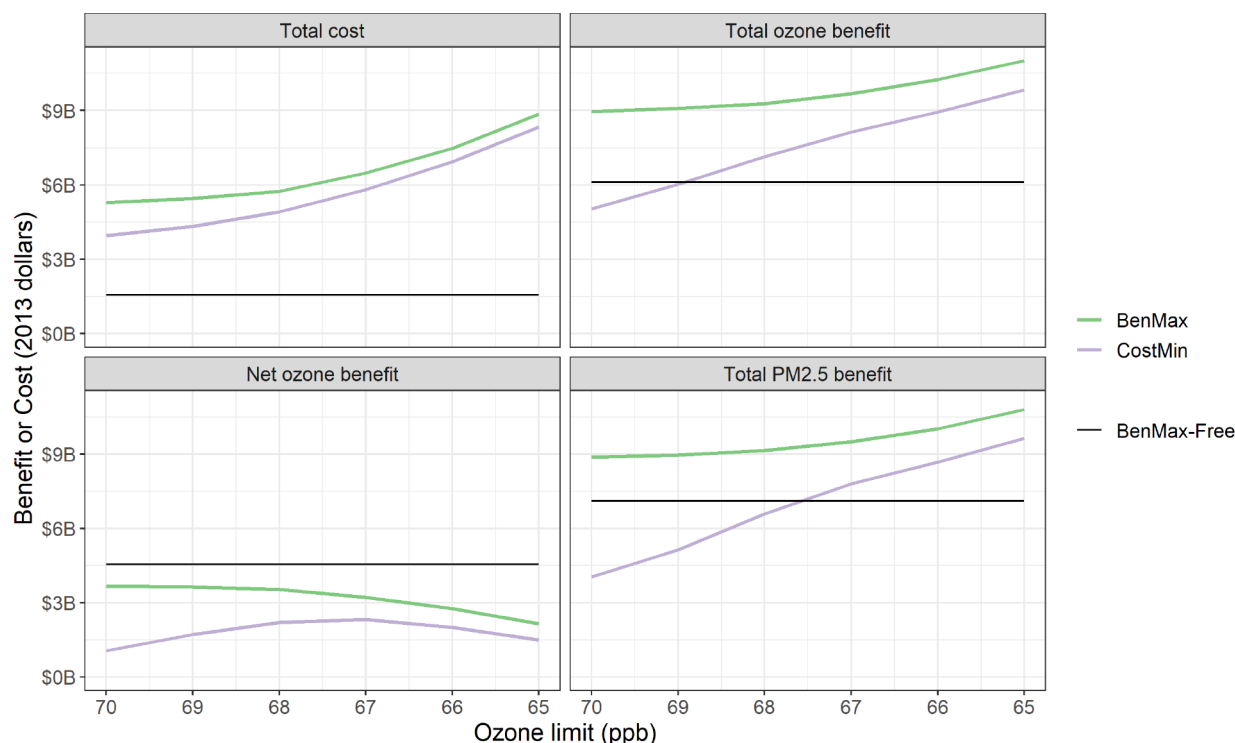 Total cost
Total ozone benefit
$9B
$6B
$3B
$0B
Net ozone benefit
Total PM2.5 benefit
$9B
$6B
$3B
$0B
70 69 68 67 66 65
70 69 68 67 66 65
Ozone limit (ppb)
Benefit or Cost (2013 dollars)
BenMax
CostMin
BenMax-Free